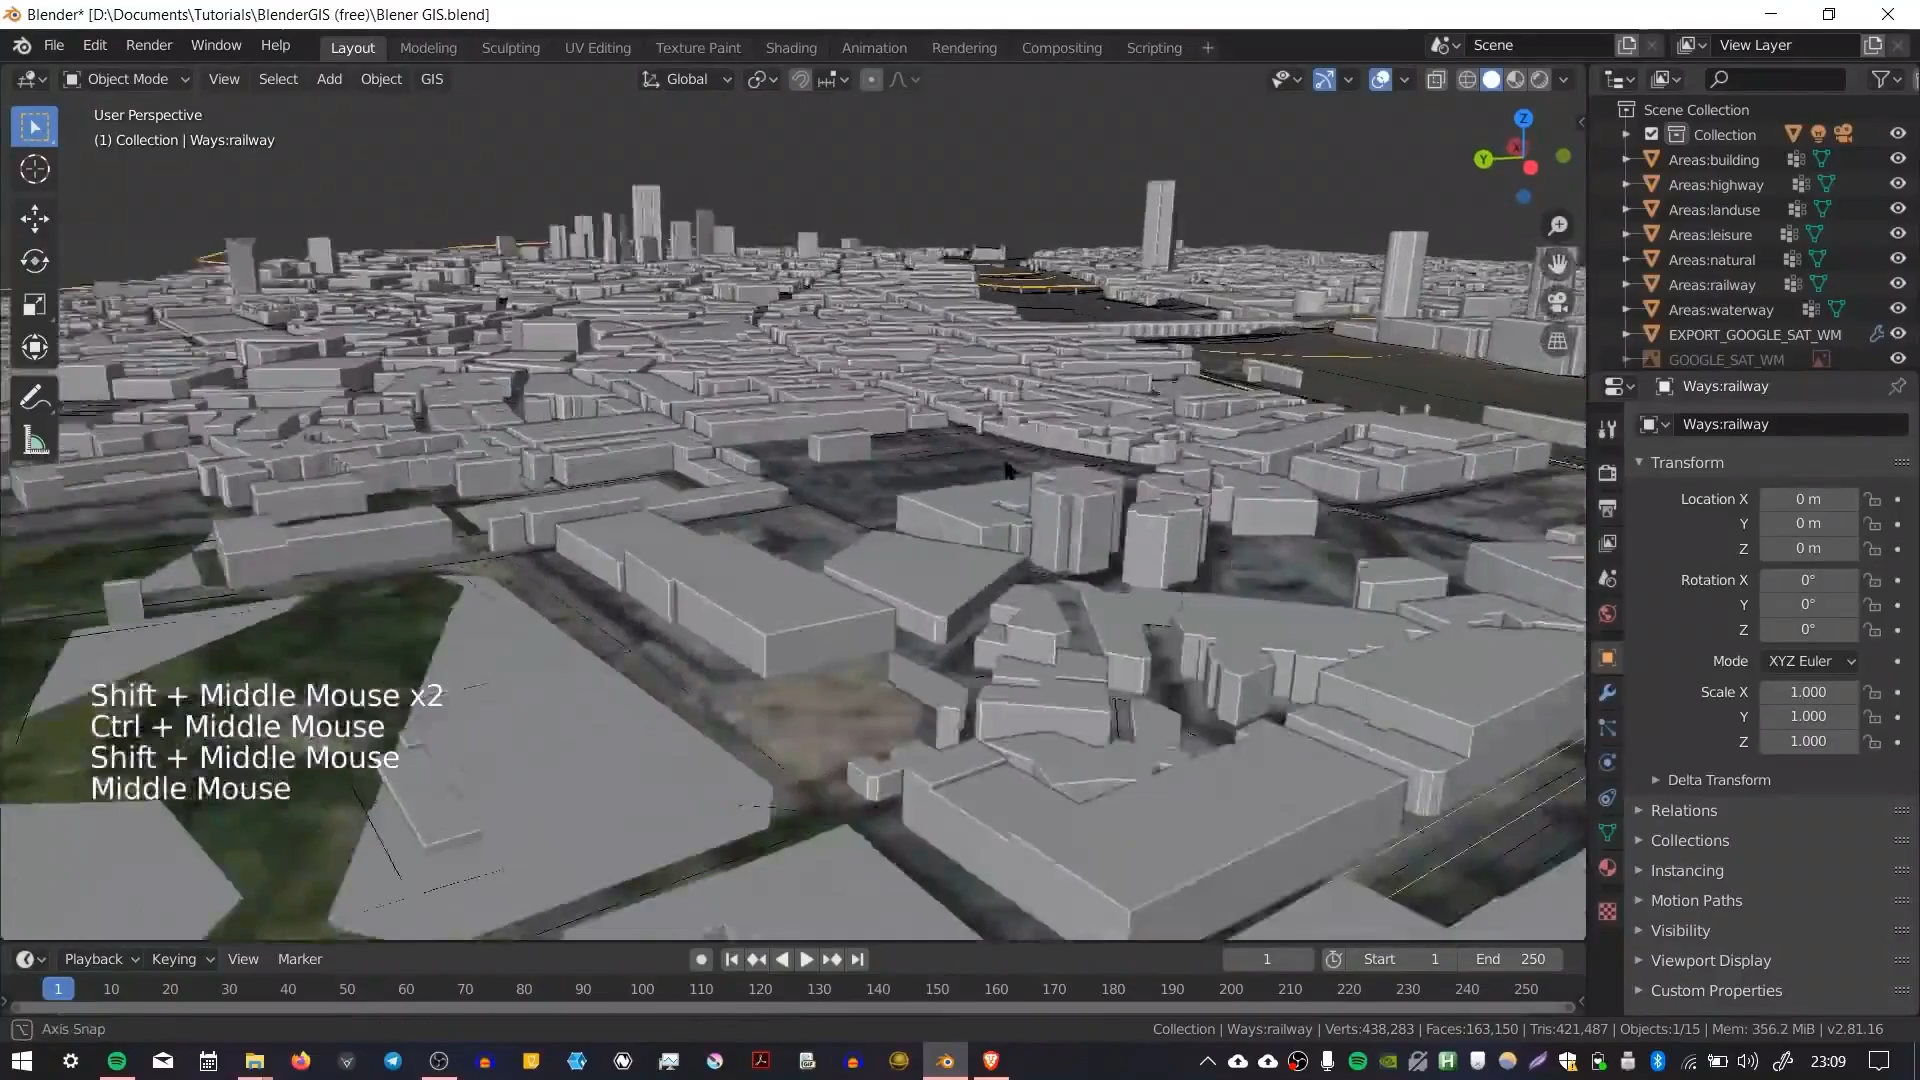 Blender* [D:\Documents\Tutorials\BlenderGIS (free)\Blener GIS.blend]
File Edit Render Window Help Layout Modeling Sculpting UV Editing Texture Paint Shading Animation Rendering Compositing Scripting + Scene View Layer
Object Mode View Select Add Object GIS Global
User Perspective
(1) Collection | Ways:railway
Z
Y
X
Shift + Middle Mouse x2
Ctrl + Middle Mouse
Shift + Middle Mouse
Middle Mouse
Scene Collection
Collection
Areas:building
Areas:highway
Areas:landuse
Areas:leisure
Areas:natural
Areas:railway
Areas:waterway
EXPORT_GOOGLE_SAT_WM
GOOGLE_SAT_WM
Ways:railway
Ways:railway
Transform
Location X 0 m
Y 0 m
Z 0 m
Rotation X 0°
Y 0°
Z 0°
Mode XYZ Euler
Scale X 1.000
Y 1.000
Z 1.000
Delta Transform
Relations
Collections
Instancing
Motion Paths
Visibility
Viewport Display
Custom Properties
Playback Keying View Marker 1 Start 1 End 250
1 10 20 30 40 50 60 70 80 90 100 110 120 130 140 150 160 170 180 190 200 210 220 230 240 250
Axis Snap
Collection | Ways:railway | Verts:438,283 | Faces:163,150 | Tris:421,487 | Objects:1/15 | Mem: 356.2 MiB | v2.81.16
23:09